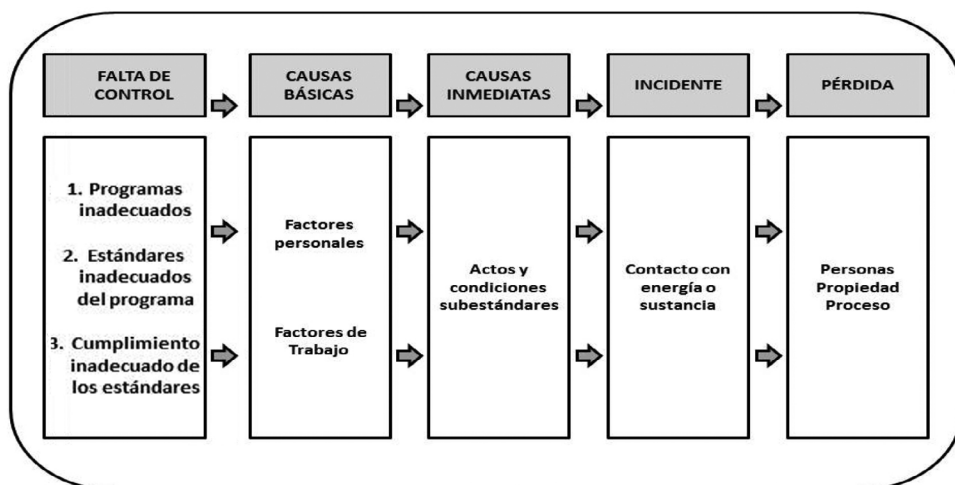 FALTA DE
CONTROL
CAUSAS
BÁSICAS
CAUSAS
INMEDIATAS
INCIDENTE
PÉRDIDA
1. Programas
inadecuados
2. Estándares
inadecuados
del programa
3. Cumplimiento
inadecuado de
los estándares
Factores
personales
Factores de
Trabajo
Actos y
condiciones
subestándares
Contacto con
energía o
sustancia
Personas
Propiedad
Proceso